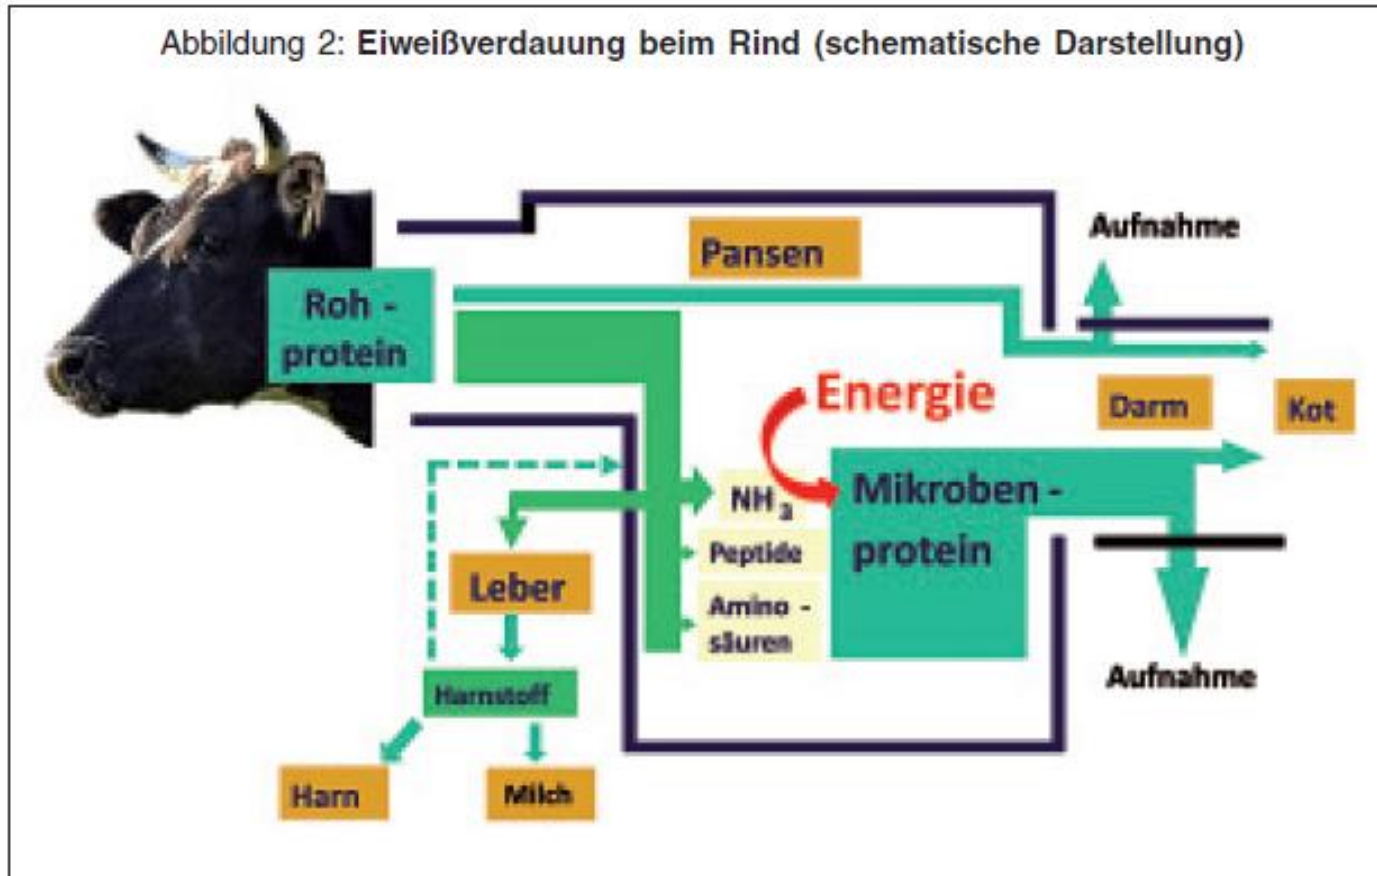 Abbildung 2: Eiweißverdauung beim Rind (schematische Darstellung)
Aufnahme
Pansen
Roh -
protein
Energie
Darm
Kot
NH3
Mikroben -
protein
Peptide
Leber
Amino -
säuren
Harnstoff
Aufnahme
Harn
Milch